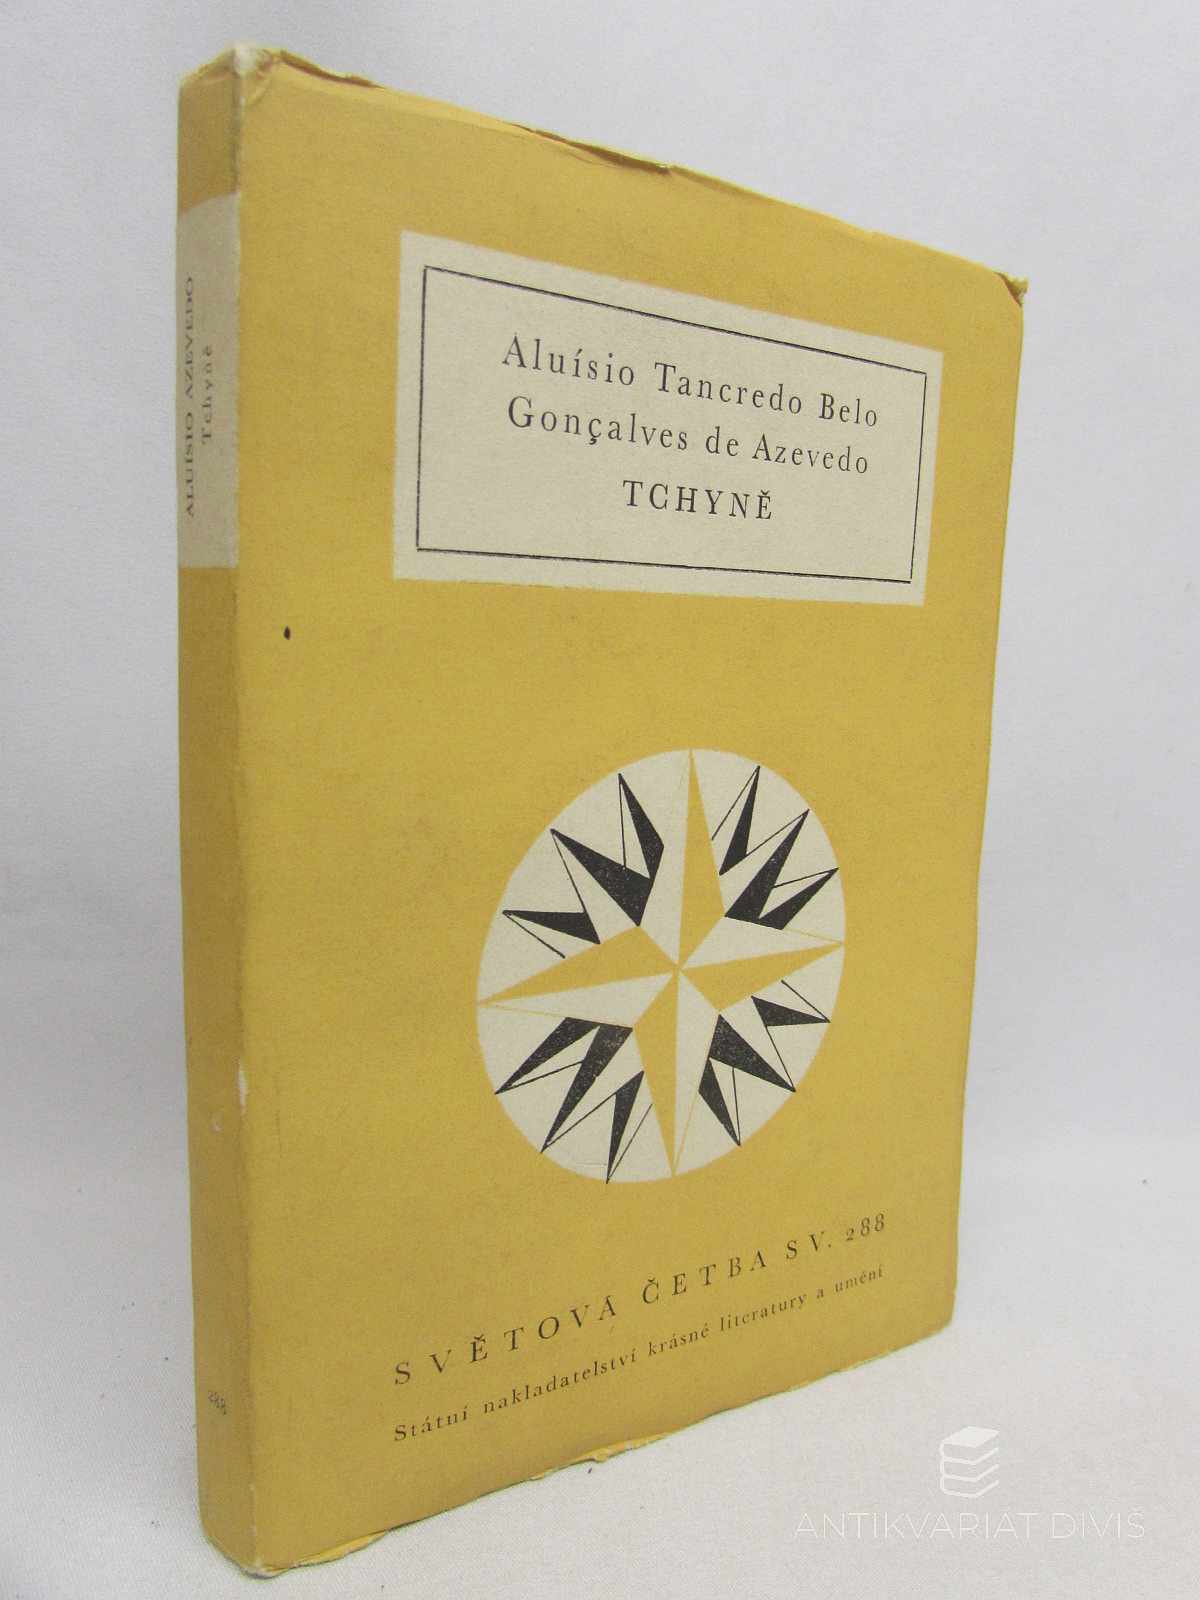 ALUÍSIO AZEVEDO
Tchyně
288
Aluísio Tancredo Belo
Gonçalves de Azevedo
TCHYNĚ
SVĚTOVÁ ČETBA SV. 288
Státní nakladatelství krásné literatury a umění
ANTIKVARIAT DIVIS